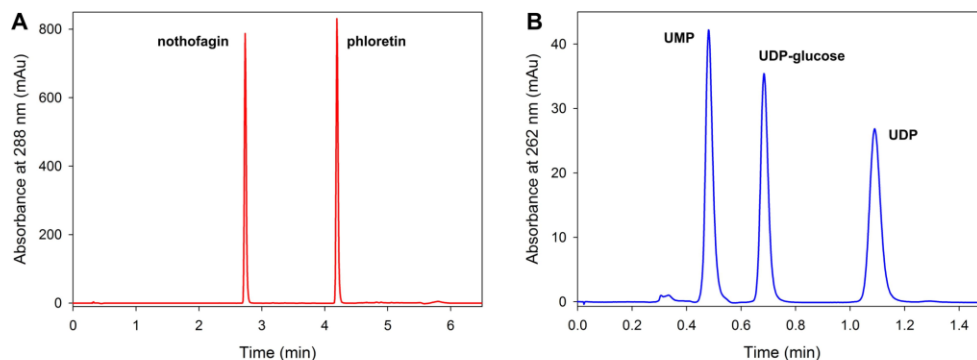 A
800
600
400
200
0
Absorbance at 288 nm (mAu)
nothofagin
phloretin
0 1 2 3 4 5 6
Time (min)
B
40
30
20
10
0
Absorbance at 262 nm (mAu)
UMP
UDP-glucose
UDP
0.0 0.2 0.4 0.6 0.8 1.0 1.2 1.4
Time (min)